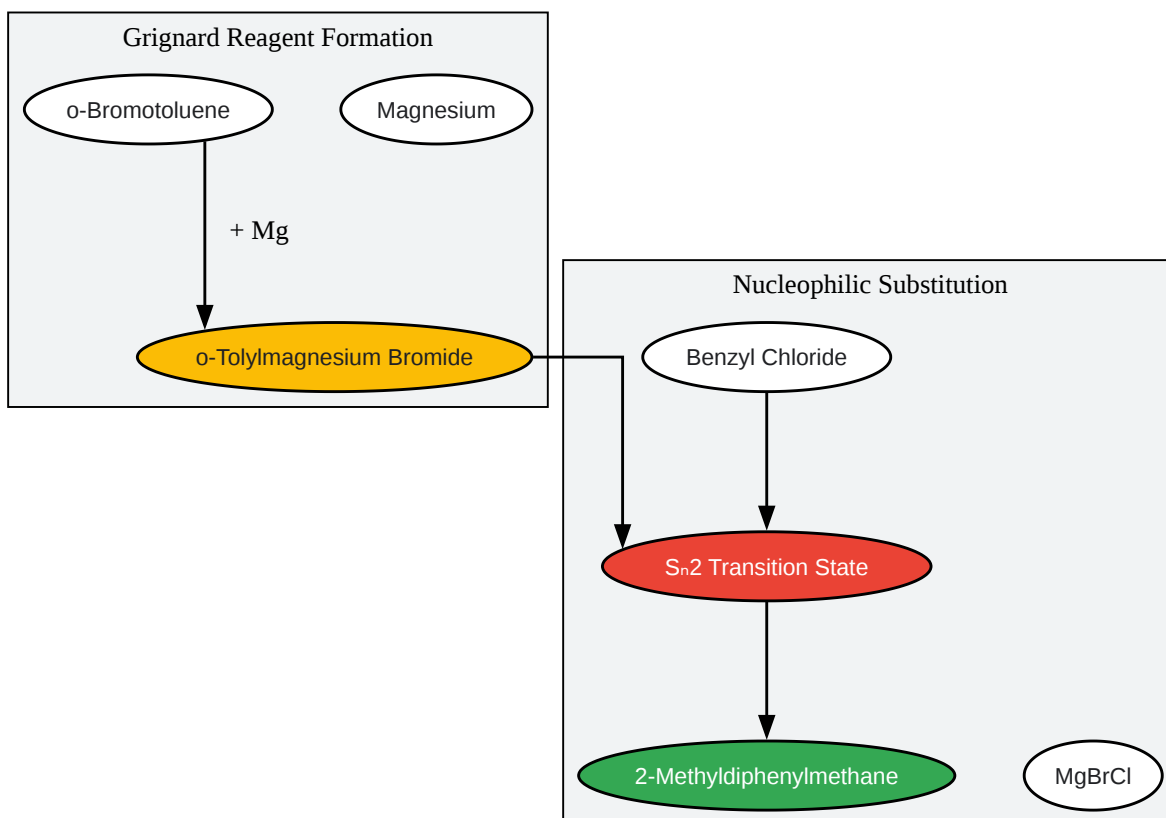 Grignard Reagent Formation
o-Bromotoluene
Magnesium
+ Mg
o-Tolylmagnesium Bromide
Nucleophilic Substitution
Benzyl Chloride
Sₙ2 Transition State
2-Methyldiphenylmethane
MgBrCl